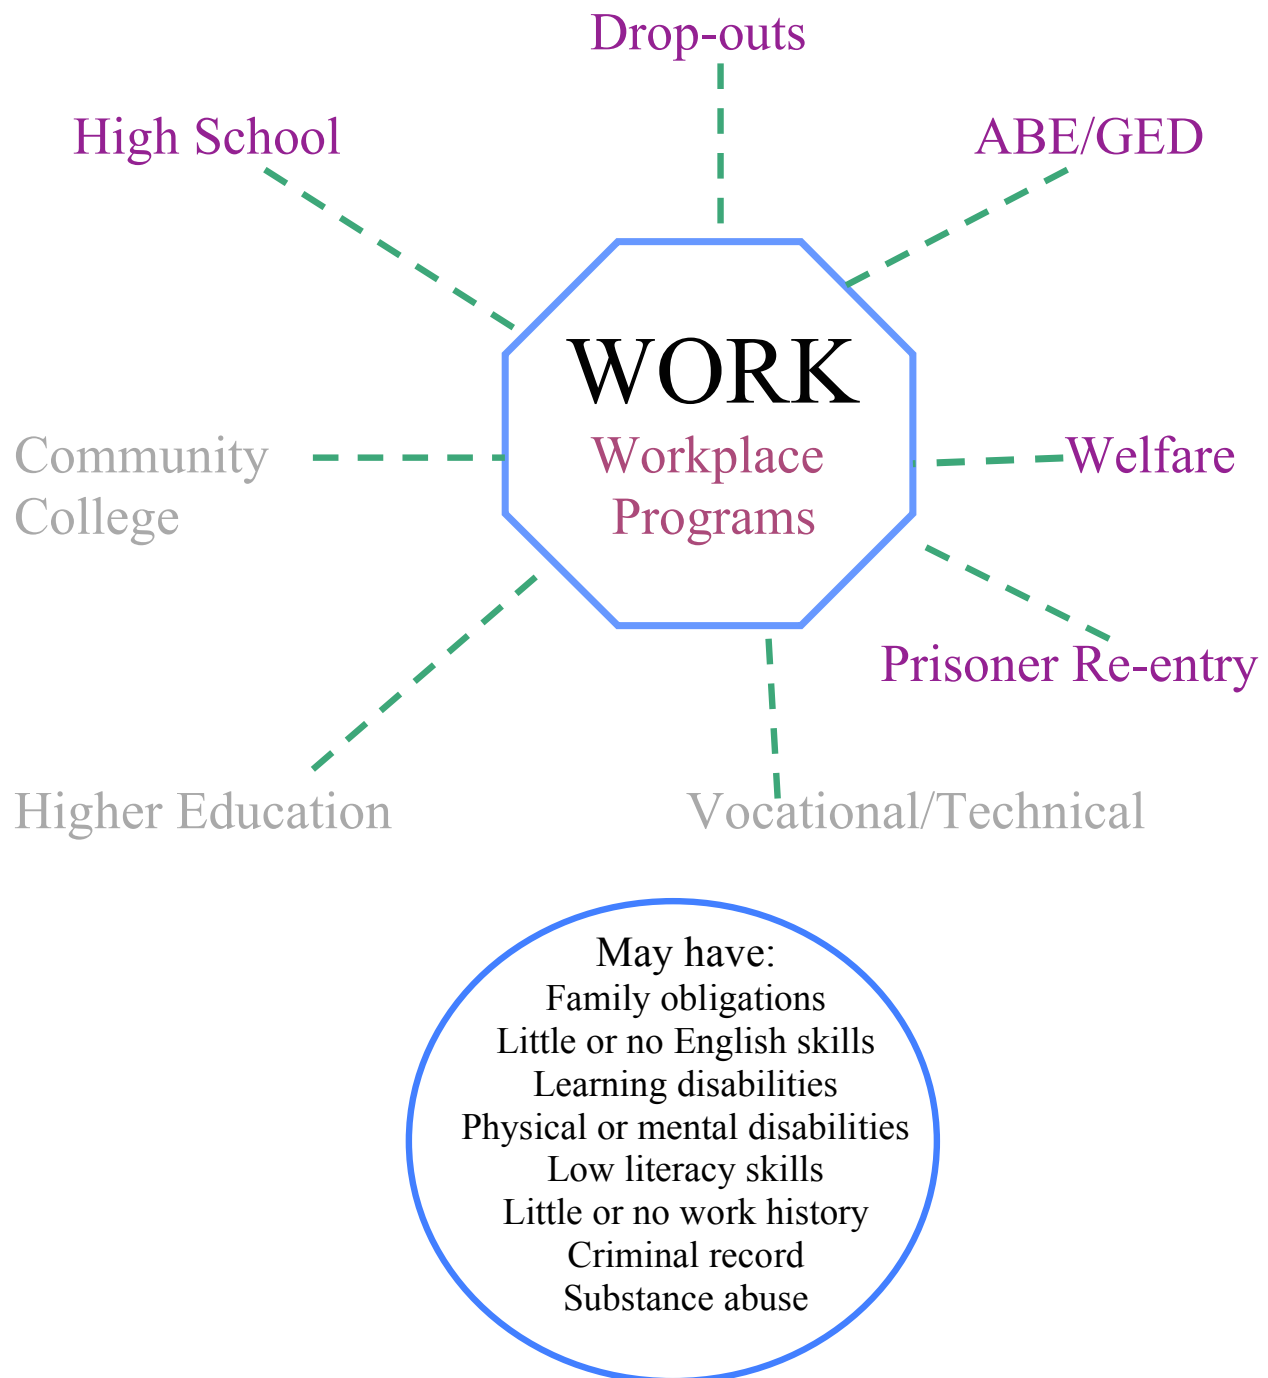 Drop-outs
High School
ABE/GED
WORK
Workplace
Programs
Community
College
Welfare
Prisoner Re-entry
Higher Education
Vocational/Technical
May have:
Family obligations
Little or no English skills
Learning disabilities
Physical or mental disabilities
Low literacy skills
Little or no work history
Criminal record
Substance abuse